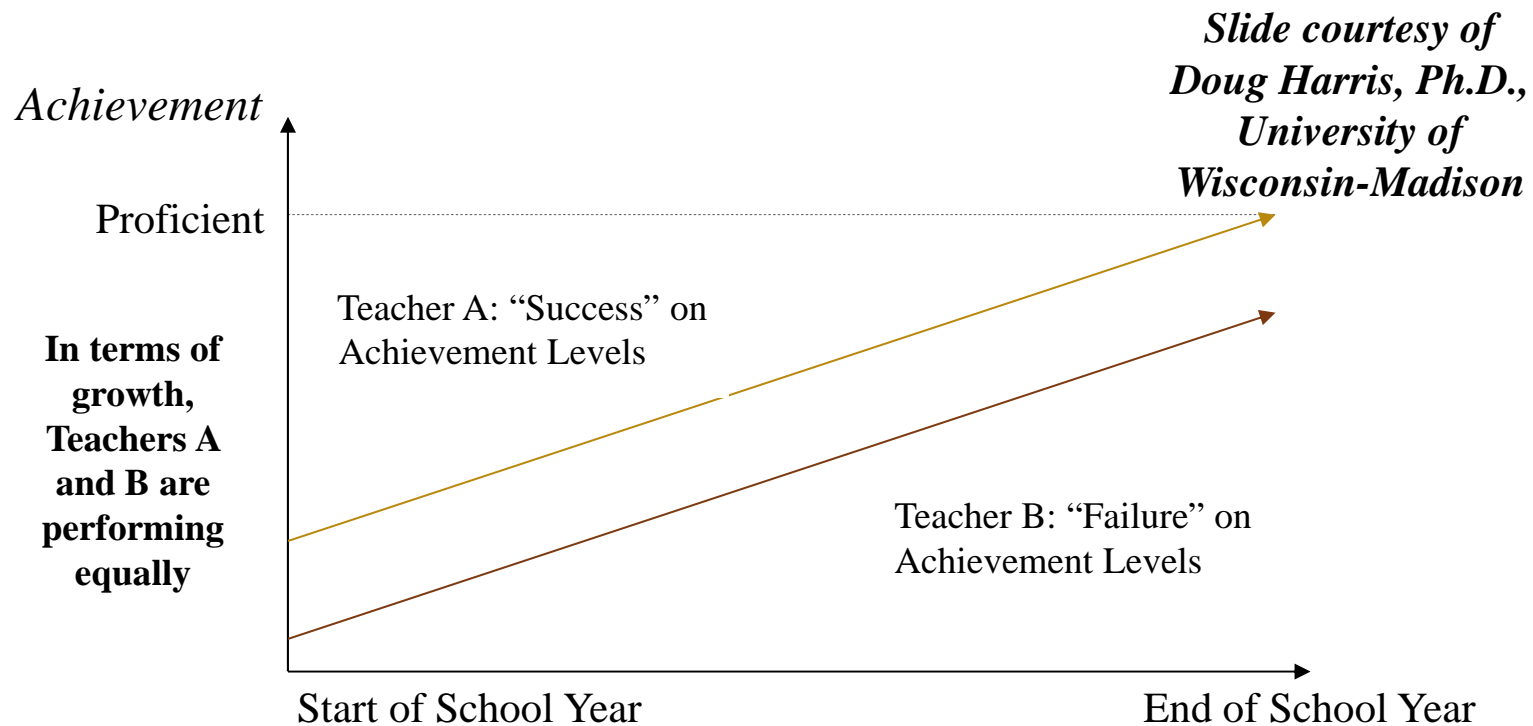 Slide courtesy of
Doug Harris, Ph.D.,
University of
Wisconsin-Madison
Achievement
Proficient
Teacher A: “Success” on
Achievement Levels
In terms of
growth,
Teachers A
and B are
performing
equally
Teacher B: “Failure” on
Achievement Levels
Start of School Year
End of School Year